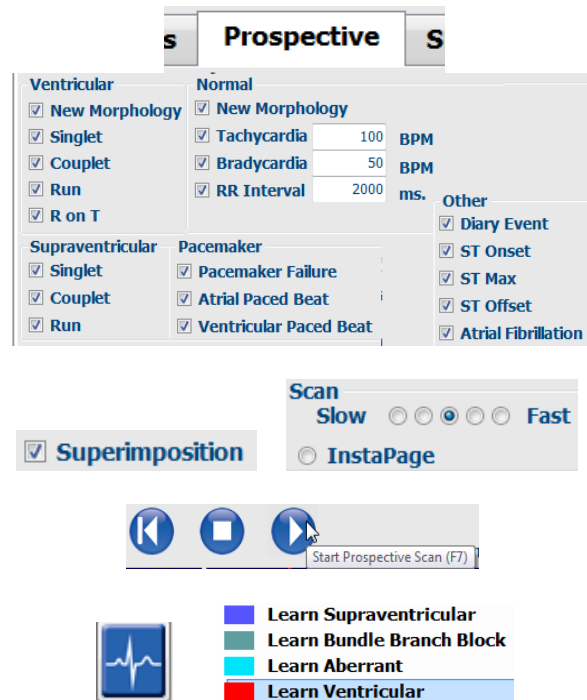 s Prospective S
Ventricular
New Morphology
Singlet
Couplet
Run
R on T
Normal
New Morphology
Tachycardia 100 BPM
Bradycardia 50 BPM
RR Interval 2000 ms.
Other
Diary Event
ST Onset
ST Max
ST Offset
Atrial Fibrillation
Supraventricular
Singlet
Couplet
Run
Pacemaker
Pacemaker Failure
Atrial Paced Beat
Ventricular Paced Beat
Superimposition
Scan
Slow Fast
InstaPage
Start Prospective Scan (F7)
Learn Supraventricular
Learn Bundle Branch Block
Learn Aberrant
Learn Ventricular